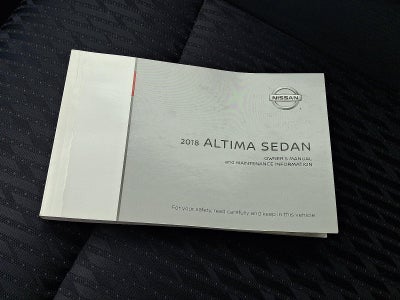 NISSAN
2018 ALTIMA SEDAN
OWNER'S MANUAL
and MAINTENANCE INFORMATION
For your safety, read carefully and keep in this vehicle